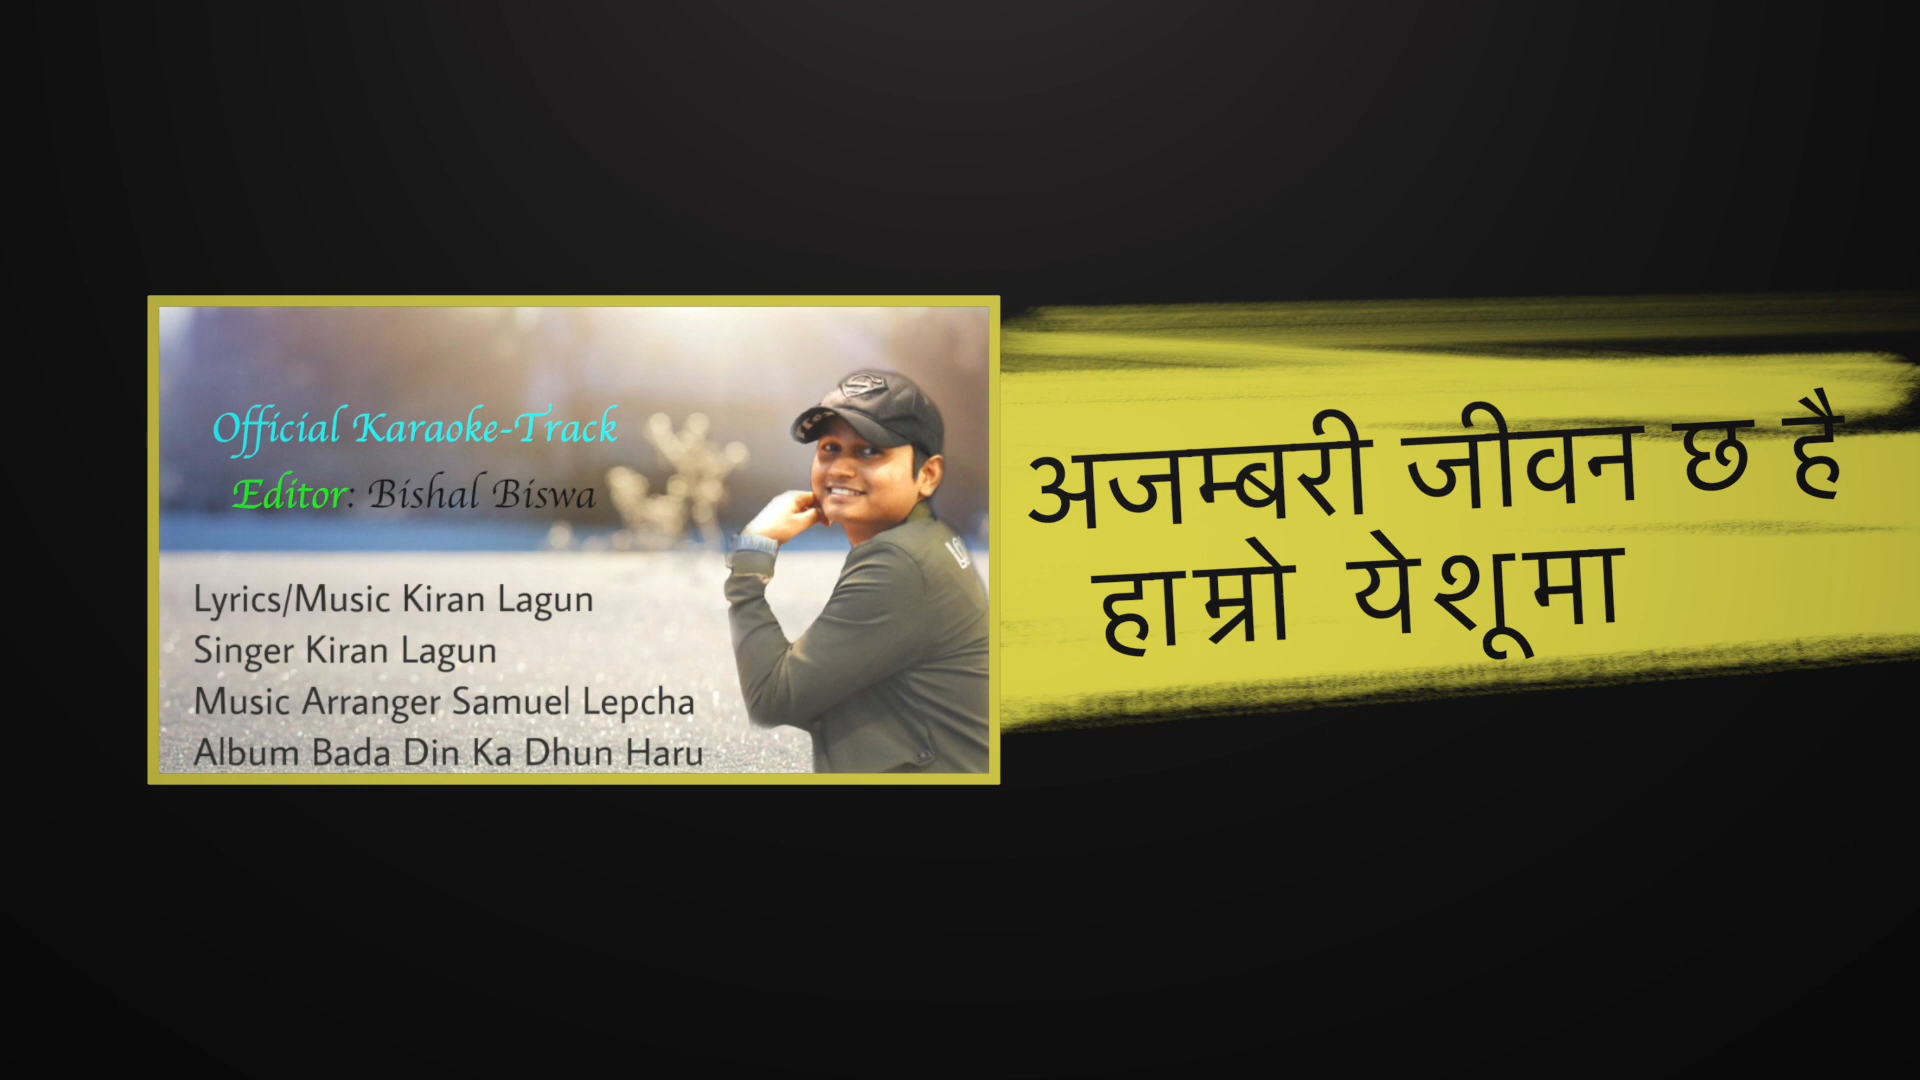 Official Karaoke-Track
Editor: Bishal Biswa
Lyrics/Music Kiran Lagun
Singer Kiran Lagun
Music Arranger Samuel Lepcha
Album Bada Din Ka Dhun Haru
अजम्बरी जीवन छ है
हाम्रो येशूमा